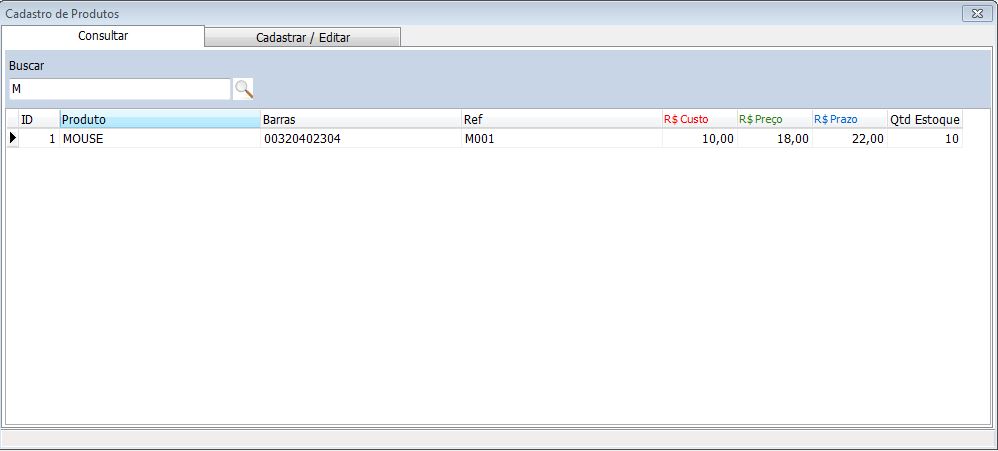 Cadastro de Produtos
Consultar Cadastrar / Editar
Buscar
M
ID Produto Barras Ref R$ Custo R$ Preço R$ Prazo Qtd Estoque
1 MOUSE 00320402304 M001 10,00 18,00 22,00 10